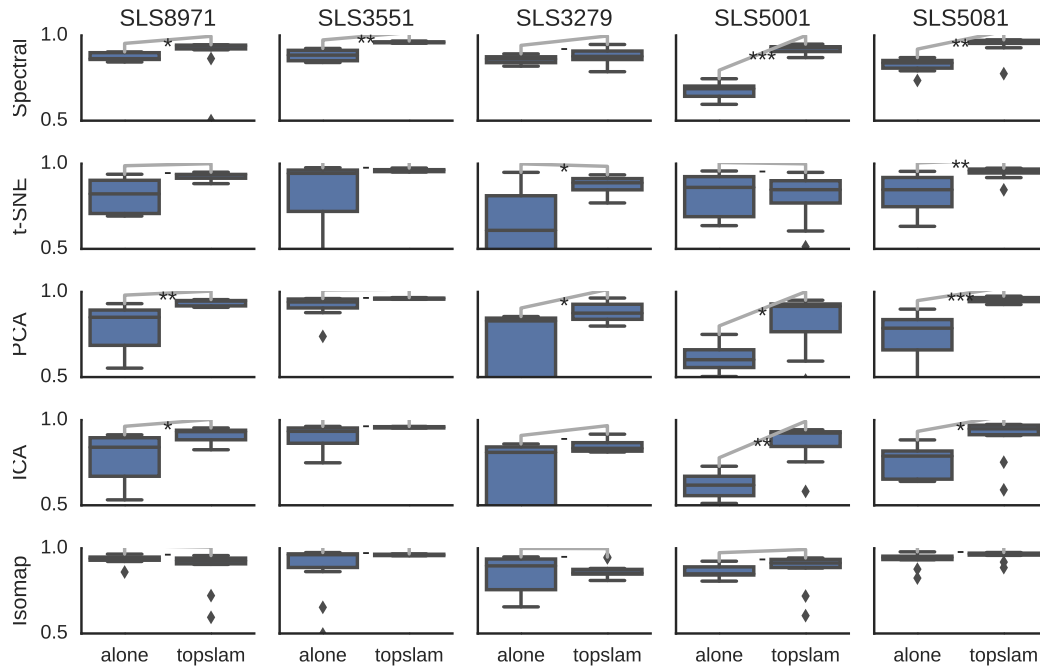 SLS8971 SLS3551 SLS3279 SLS5001 SLS5081
Spectral 1.0 0.5 * ** - *** **
t-SNE 1.0 0.5 - - * - **
PCA 1.0 0.5 ** - * * ***
ICA 1.0 0.5 * - - ** *
Isomap 1.0 0.5 - - - - -
alone topslam alone topslam alone topslam alone topslam alone topslam